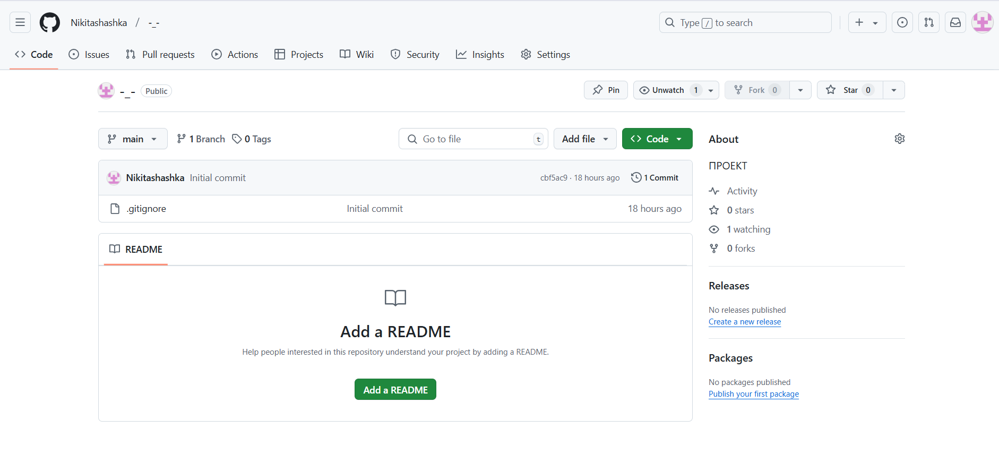 Nikitashashka / -_-
Type / to search
Code Issues Pull requests Actions Projects Wiki Security Insights Settings
-_- Public
Pin Unwatch 1 Fork 0 Star 0
main 1 Branch 0 Tags Go to file t Add file Code
Nikitashashka Initial commit cbf5ac9 · 18 hours ago 1 Commit
.gitignore Initial commit 18 hours ago
README
Add a README
Help people interested in this repository understand your project by adding a README.
Add a README
About
ПРОЕКТ
Activity
0 stars
1 watching
0 forks
Releases
No releases published
Create a new release
Packages
No packages published
Publish your first package